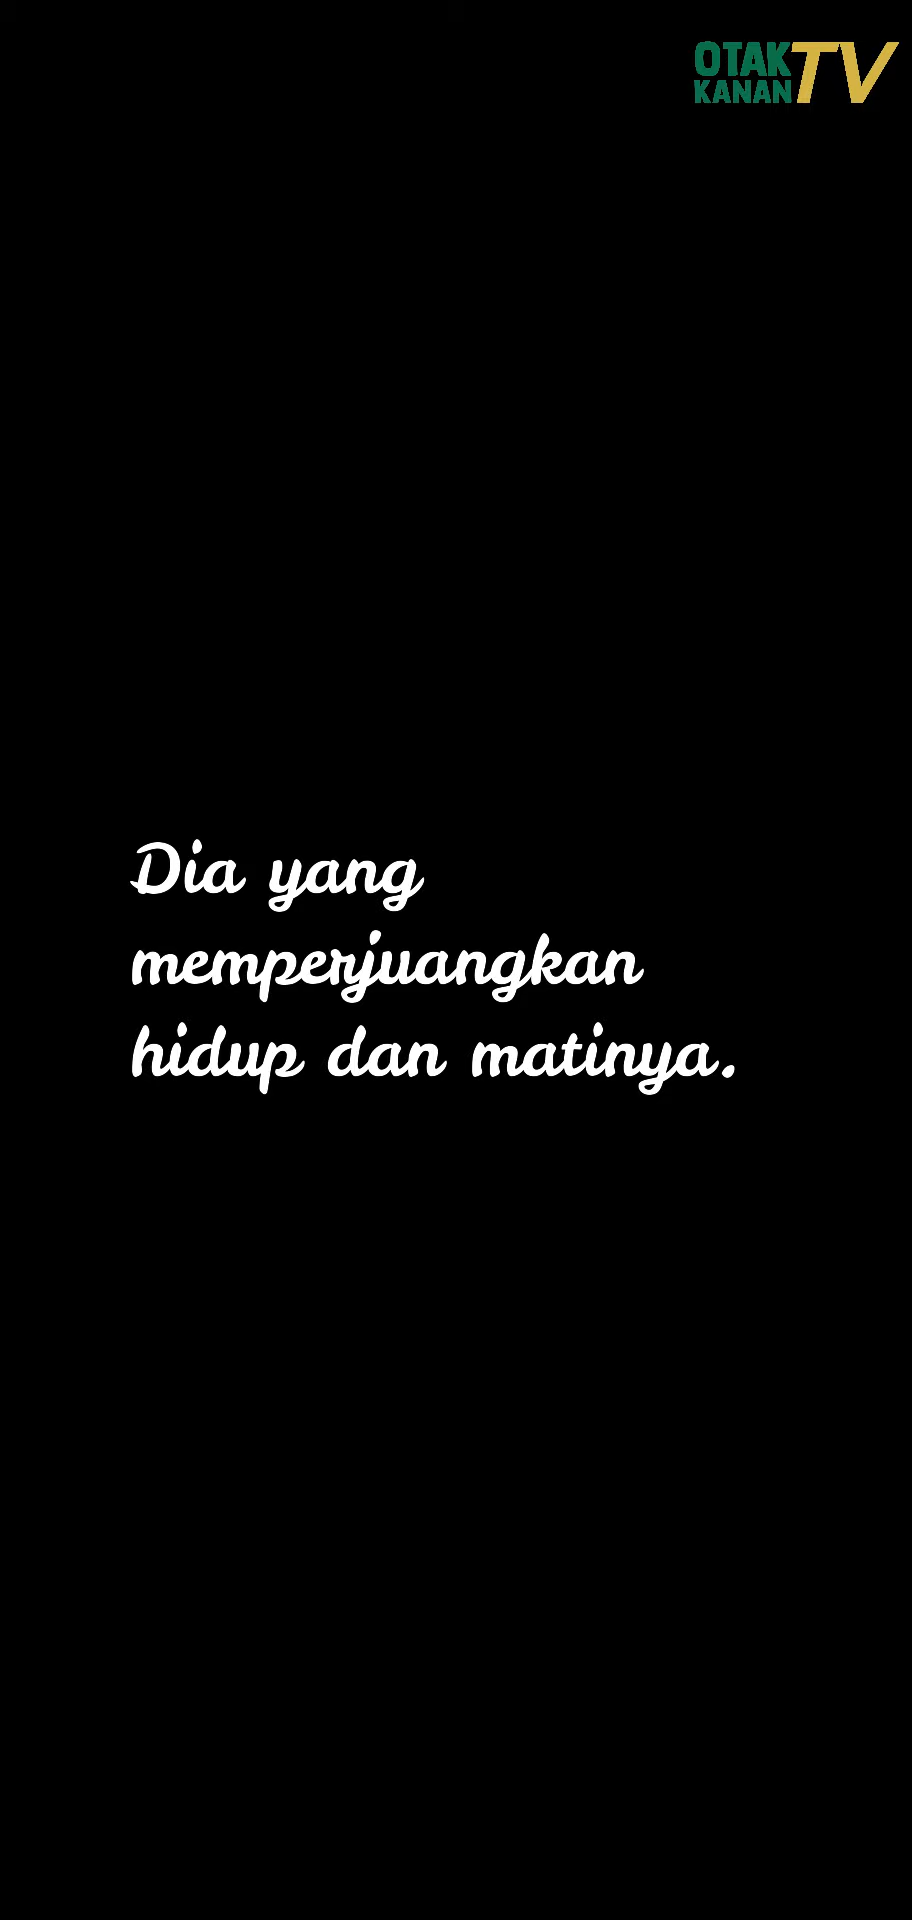 OTAK
KANAN TV
Dia yang
memperjuangkan
hidup dan matinya.